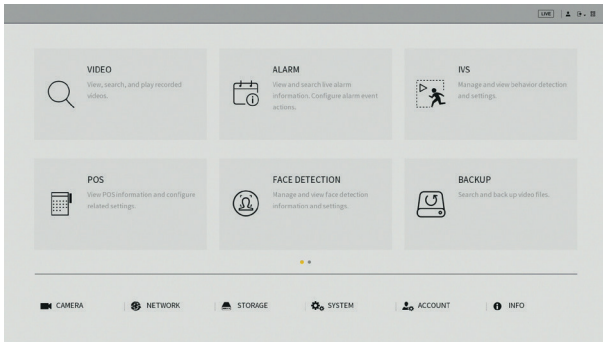 LIVE
VIDEO
View, search, and play recorded
videos.
ALARM
View and search live alarm
information. Configure alarm event
actions.
IVS
Manage and view behavior detection
and settings.
POS
View POS information and configure
related settings.
FACE DETECTION
Manage and view face detection
information and settings.
BACKUP
Search and back up video files.
CAMERA
NETWORK
STORAGE
SYSTEM
ACCOUNT
INFO